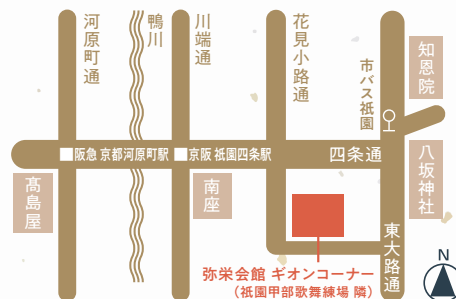 河原町通
鴨川
川端通
花見小路通
市バス祇園
知恩院
阪急 京都河原町駅
京阪 祇園四条駅
四条通
八坂神社
髙島屋
南座
東大路通
弥栄会館 ギオンコーナー
(祇園甲部歌舞練場 隣)
N